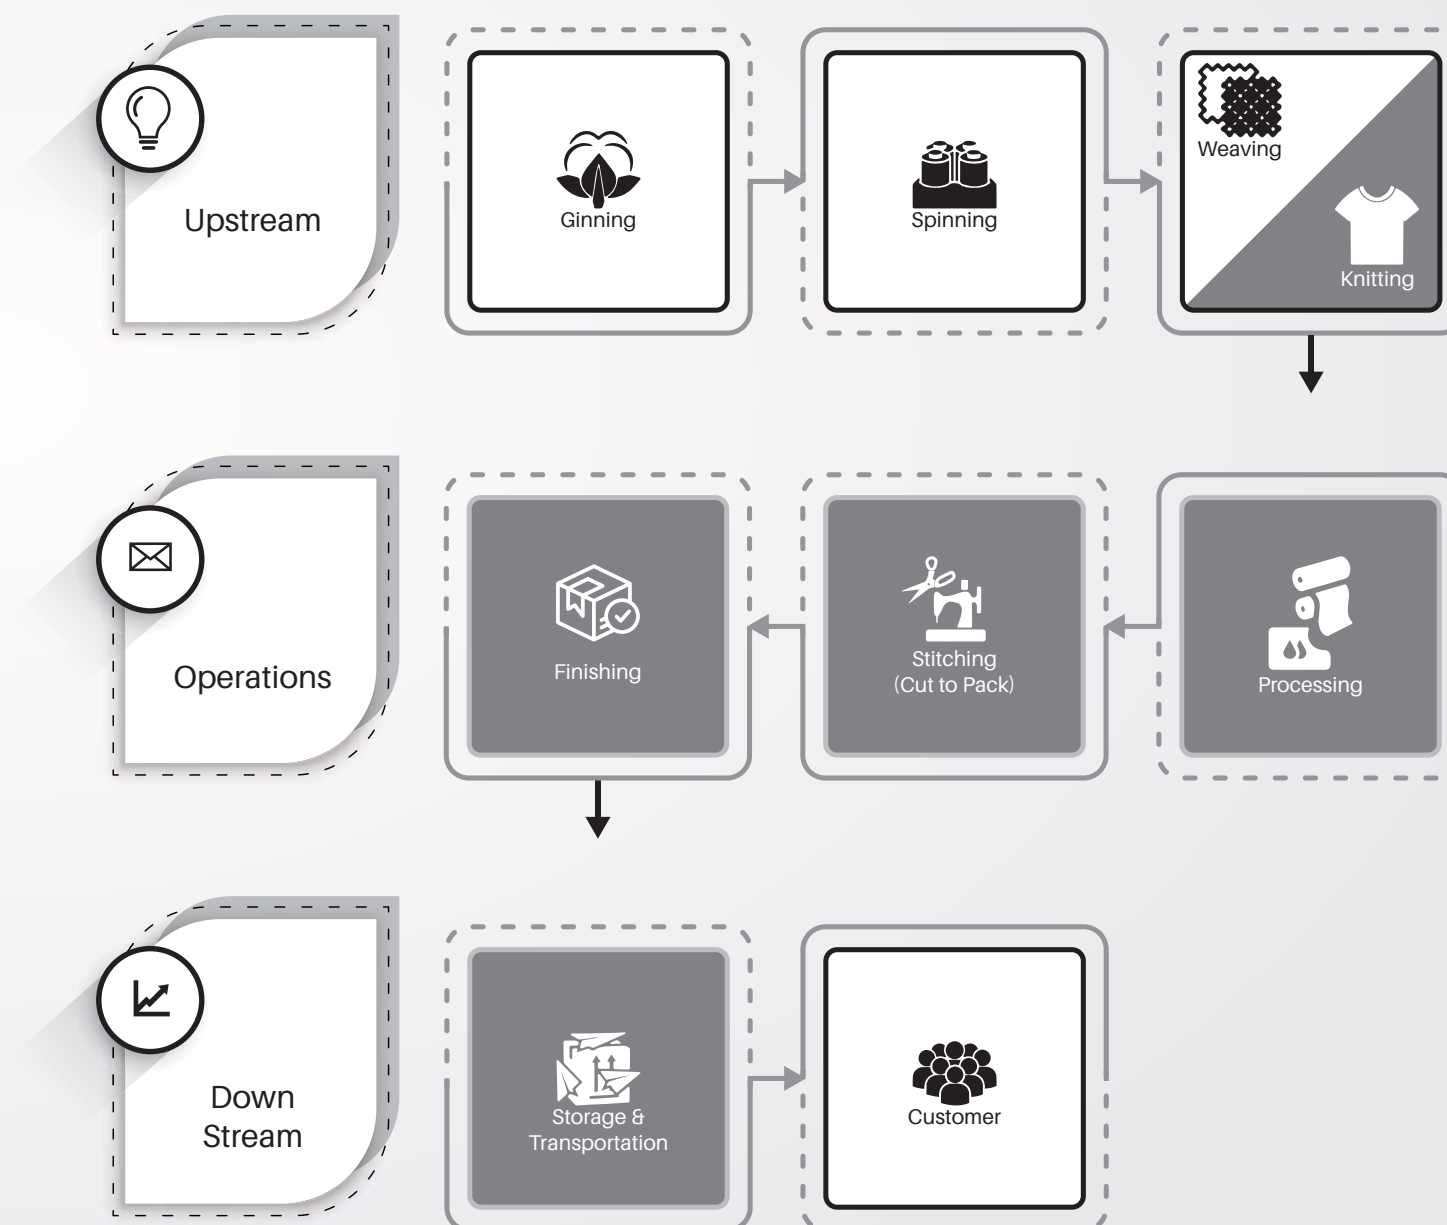 Upstream
Ginning
Spinning
Weaving
Knitting
Operations
Finishing
Stitching
(Cut to Pack)
Processing
Down
Stream
Storage &
Transportation
Customer